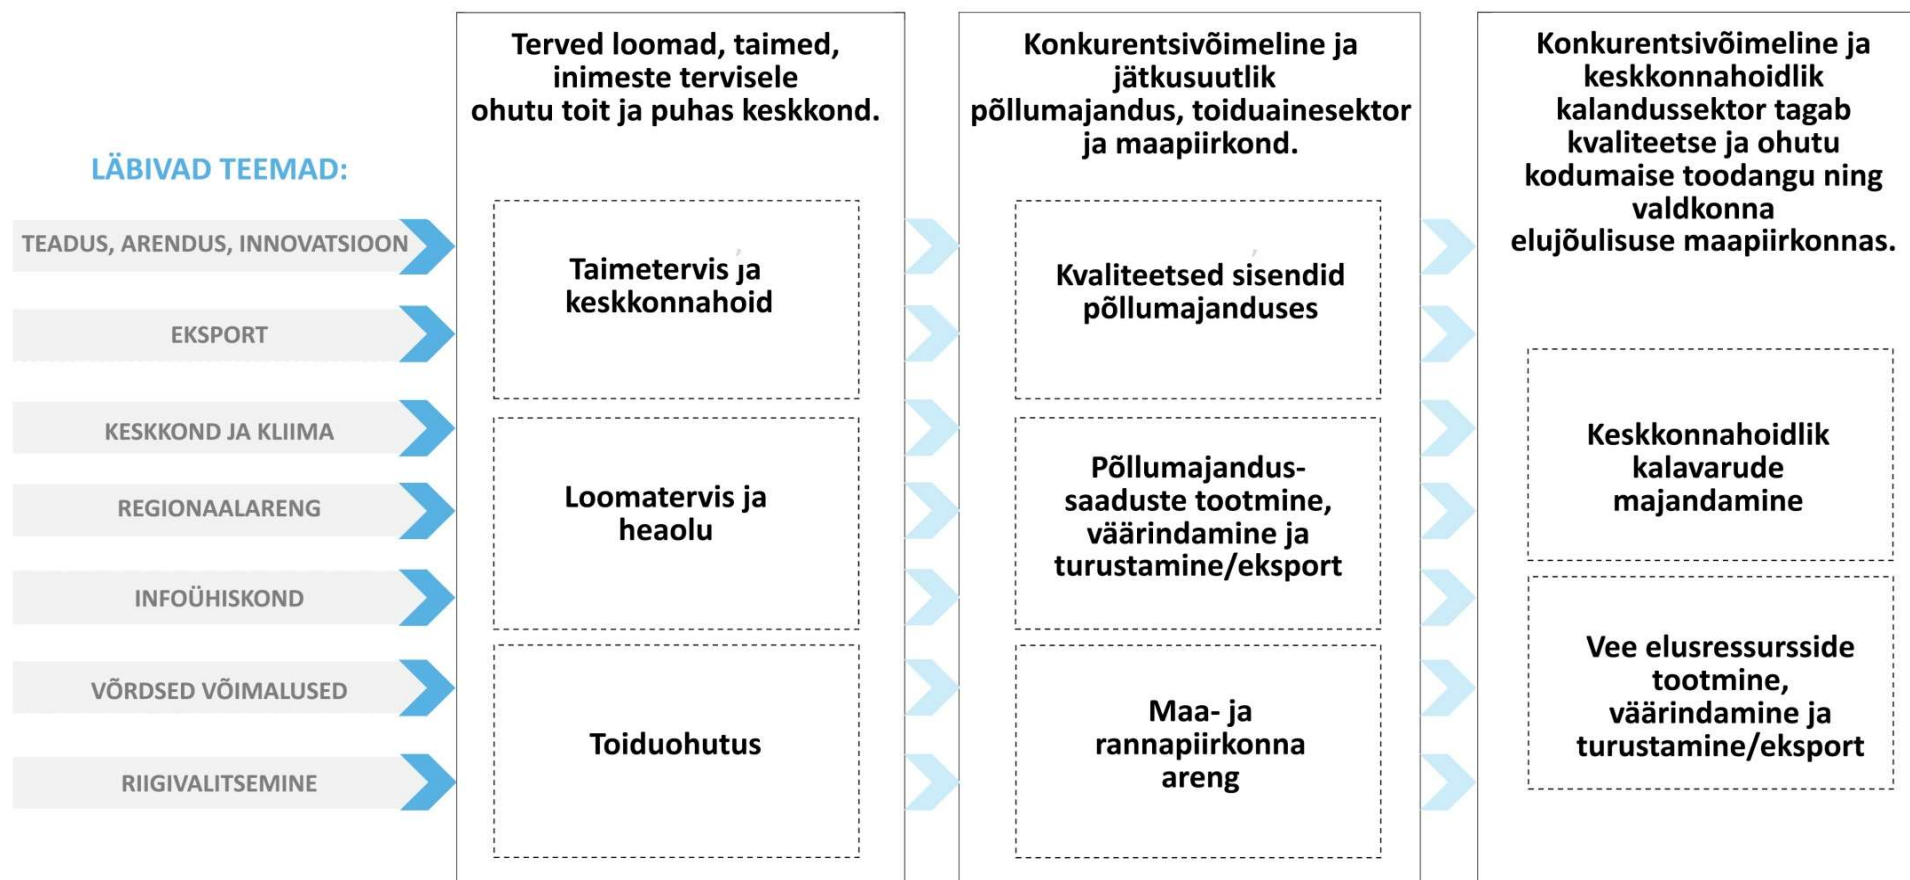 LÄBIVAD TEEMAD:
TEADUS, ARENDUS, INNOVATSIOON
EKSPORT
KESKKOND JA KLIIMA
REGIONAALARENG
INFOÜHISKOND
VÕRDSED VÕIMALUSED
RIIGIVALITSEMINE
Terved loomad, taimed,
inimeste tervisele
ohutu toit ja puhas keskkond.
Taimetervis ja
keskkonnahoid
Loomatervis ja
heaolu
Toiduohutus
Konkurentsivõimeline ja
jätkusuutlik
põllumajandus, toiduainesektor
ja maapiirkond.
Kvaliteetsed sisendid
põllumajanduses
Põllumajandus-
saaduste tootmine,
väärindamine ja
turustamine/eksport
Maa- ja
rannapiirkonna
areng
Konkurentsivõimeline ja
keskkonnahoidlik
kalandussektor tagab
kvaliteetse ja ohutu
kodumaise toodangu ning
valdkonna
elujõulisuse maapiirkonnas.
Keskkonnahoidlik
kalavarude
majandamine
Vee elusressursside
tootmine,
väärindamine ja
turustamine/eksport